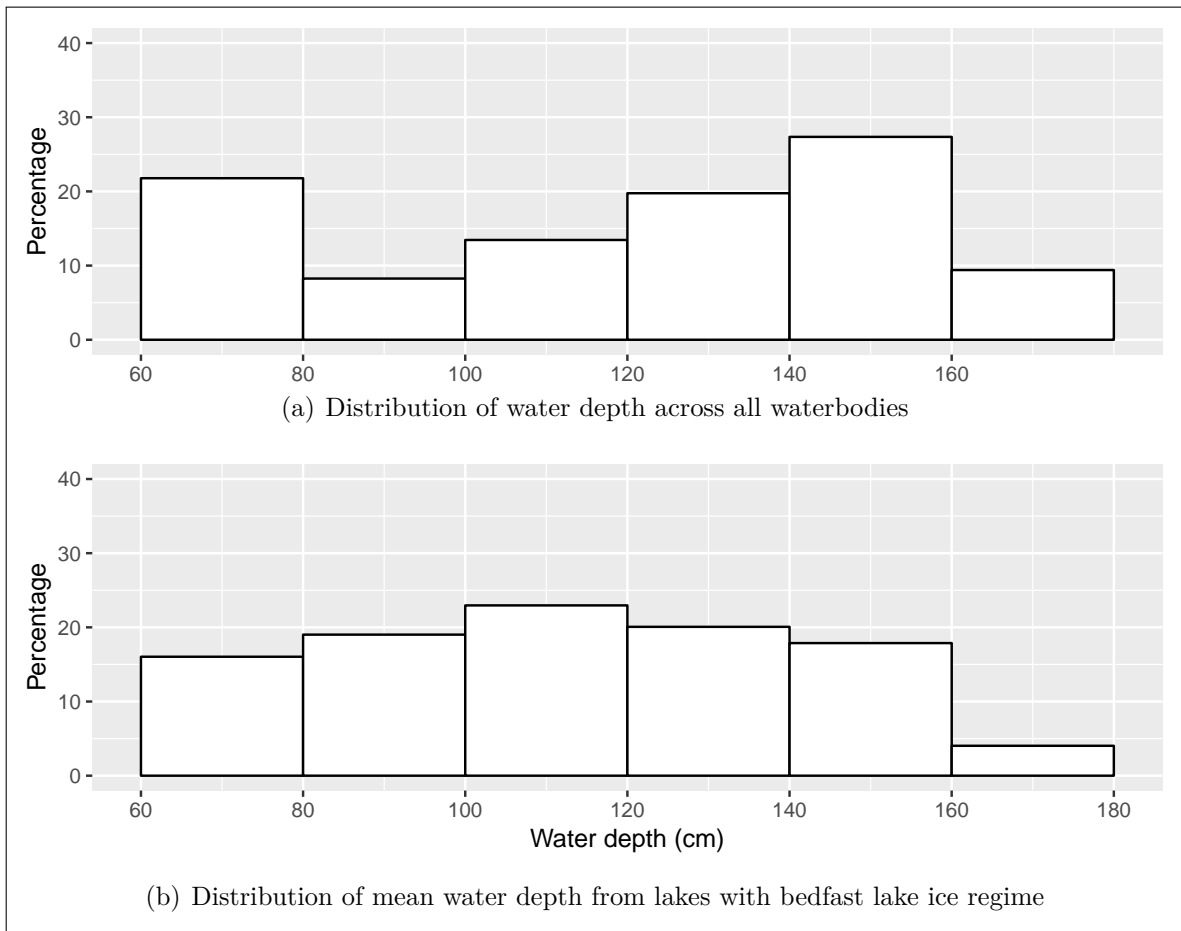 40
30
20
10
0
Percentage
60 80 100 120 140 160
(a) Distribution of water depth across all waterbodies
40
30
20
10
0
Percentage
60 80 100 120 140 160 180
Water depth (cm)
(b) Distribution of mean water depth from lakes with bedfast lake ice regime